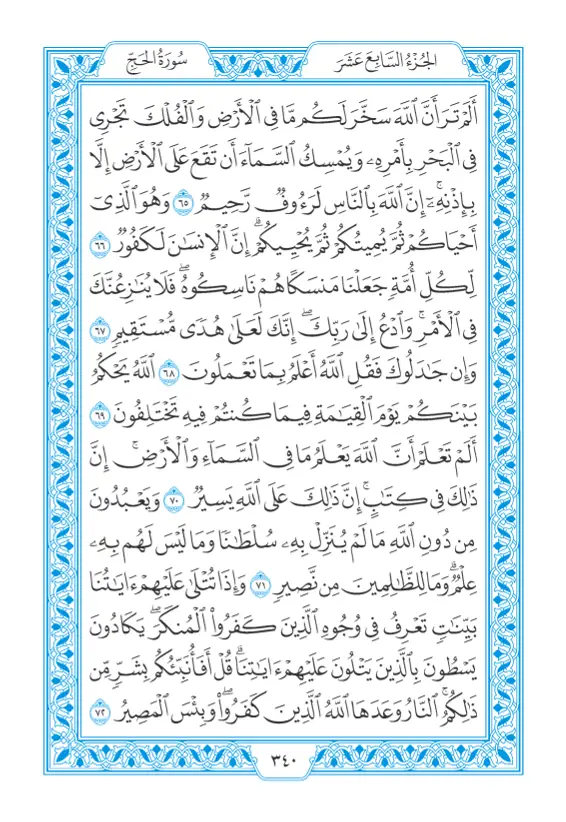 الجُزْءُ السَّابِعَ عَشَرَ
سُورَةُ الحَجِّ
أَلَمْ تَرَ أَنَّ ٱللَّهَ سَخَّرَ لَكُم مَّا فِى ٱلْأَرْضِ وَٱلْفُلْكَ تَجْرِى
فِى ٱلْبَحْرِ بِأَمْرِهِۦ وَيُمْسِكُ ٱلسَّمَآءَ أَن تَقَعَ عَلَى ٱلْأَرْضِ إِلَّا
بِإِذْنِهِۦٓ ۗ إِنَّ ٱللَّهَ بِٱلنَّاسِ لَرَءُوفٌ رَّحِيمٌ ٦٥ وَهُوَ ٱلَّذِىٓ
أَحْيَاكُمْ ثُمَّ يُمِيتُكُمْ ثُمَّ يُحْيِيكُمْ ۗ إِنَّ ٱلْإِنسَٰنَ لَكَفُورٌ ٦٦
لِّكُلِّ أُمَّةٍ جَعَلْنَا مَنسَكًا هُمْ نَاسِكُوهُ ۖ فَلَا يُنَٰزِعُنَّكَ
فِى ٱلْأَمْرِ ۚ وَٱدْعُ إِلَىٰ رَبِّكَ ۖ إِنَّكَ لَعَلَىٰ هُدًى مُّسْتَقِيمٍ ٦٧
وَإِن جَٰدَلُوكَ فَقُلِ ٱللَّهُ أَعْلَمُ بِمَا تَعْمَلُونَ ٦٨ ٱللَّهُ يَحْكُمُ
بَيْنَكُمْ يَوْمَ ٱلْقِيَٰمَةِ فِيمَا كُنتُمْ فِيهِ تَخْتَلِفُونَ ٦٩
أَلَمْ تَعْلَمْ أَنَّ ٱللَّهَ يَعْلَمُ مَا فِى ٱلسَّمَآءِ وَٱلْأَرْضِ ۗ إِنَّ
ذَٰلِكَ فِى كِتَٰبٍ ۚ إِنَّ ذَٰلِكَ عَلَى ٱللَّهِ يَسِيرٌ ٧٠ وَيَعْبُدُونَ
مِن دُونِ ٱللَّهِ مَا لَمْ يُنَزِّلْ بِهِۦ سُلْطَٰنًا وَمَا لَيْسَ لَهُم بِهِۦ
عِلْمٌ ۗ وَمَا لِلظَّٰلِمِينَ مِن نَّصِيرٍ ٧١ وَإِذَا تُتْلَىٰ عَلَيْهِمْ ءَايَٰتُنَا
بَيِّنَٰتٍ تَعْرِفُ فِى وُجُوهِ ٱلَّذِينَ كَفَرُوا۟ ٱلْمُنكَرَ ۖ يَكَادُونَ
يَسْطُونَ بِٱلَّذِينَ يَتْلُونَ عَلَيْهِمْ ءَايَٰتِنَا ۗ قُلْ أَفَأُنَبِّئُكُم بِشَرٍّ مِّن
ذَٰلِكُمُ ۗ ٱلنَّارُ وَعَدَهَا ٱللَّهُ ٱلَّذِينَ كَفَرُوا۟ ۖ وَبِئْسَ ٱلْمَصِيرُ ٧٢
٣٤٠